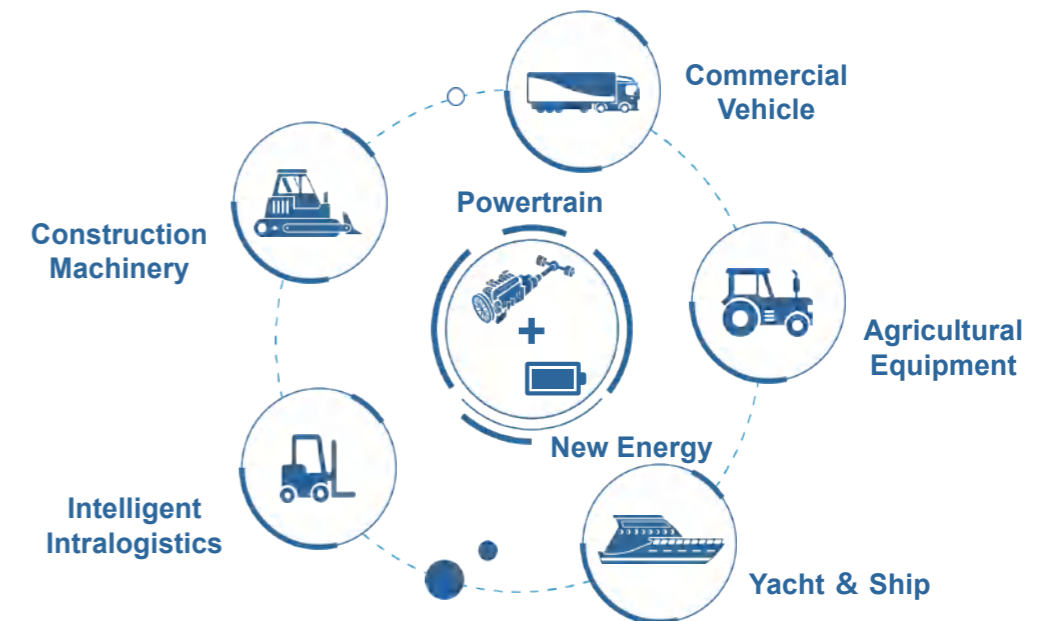 Commercial
Vehicle
Powertrain
Construction
Machinery
Agricultural
Equipment
New Energy
Intelligent
Intralogistics
Yacht & Ship